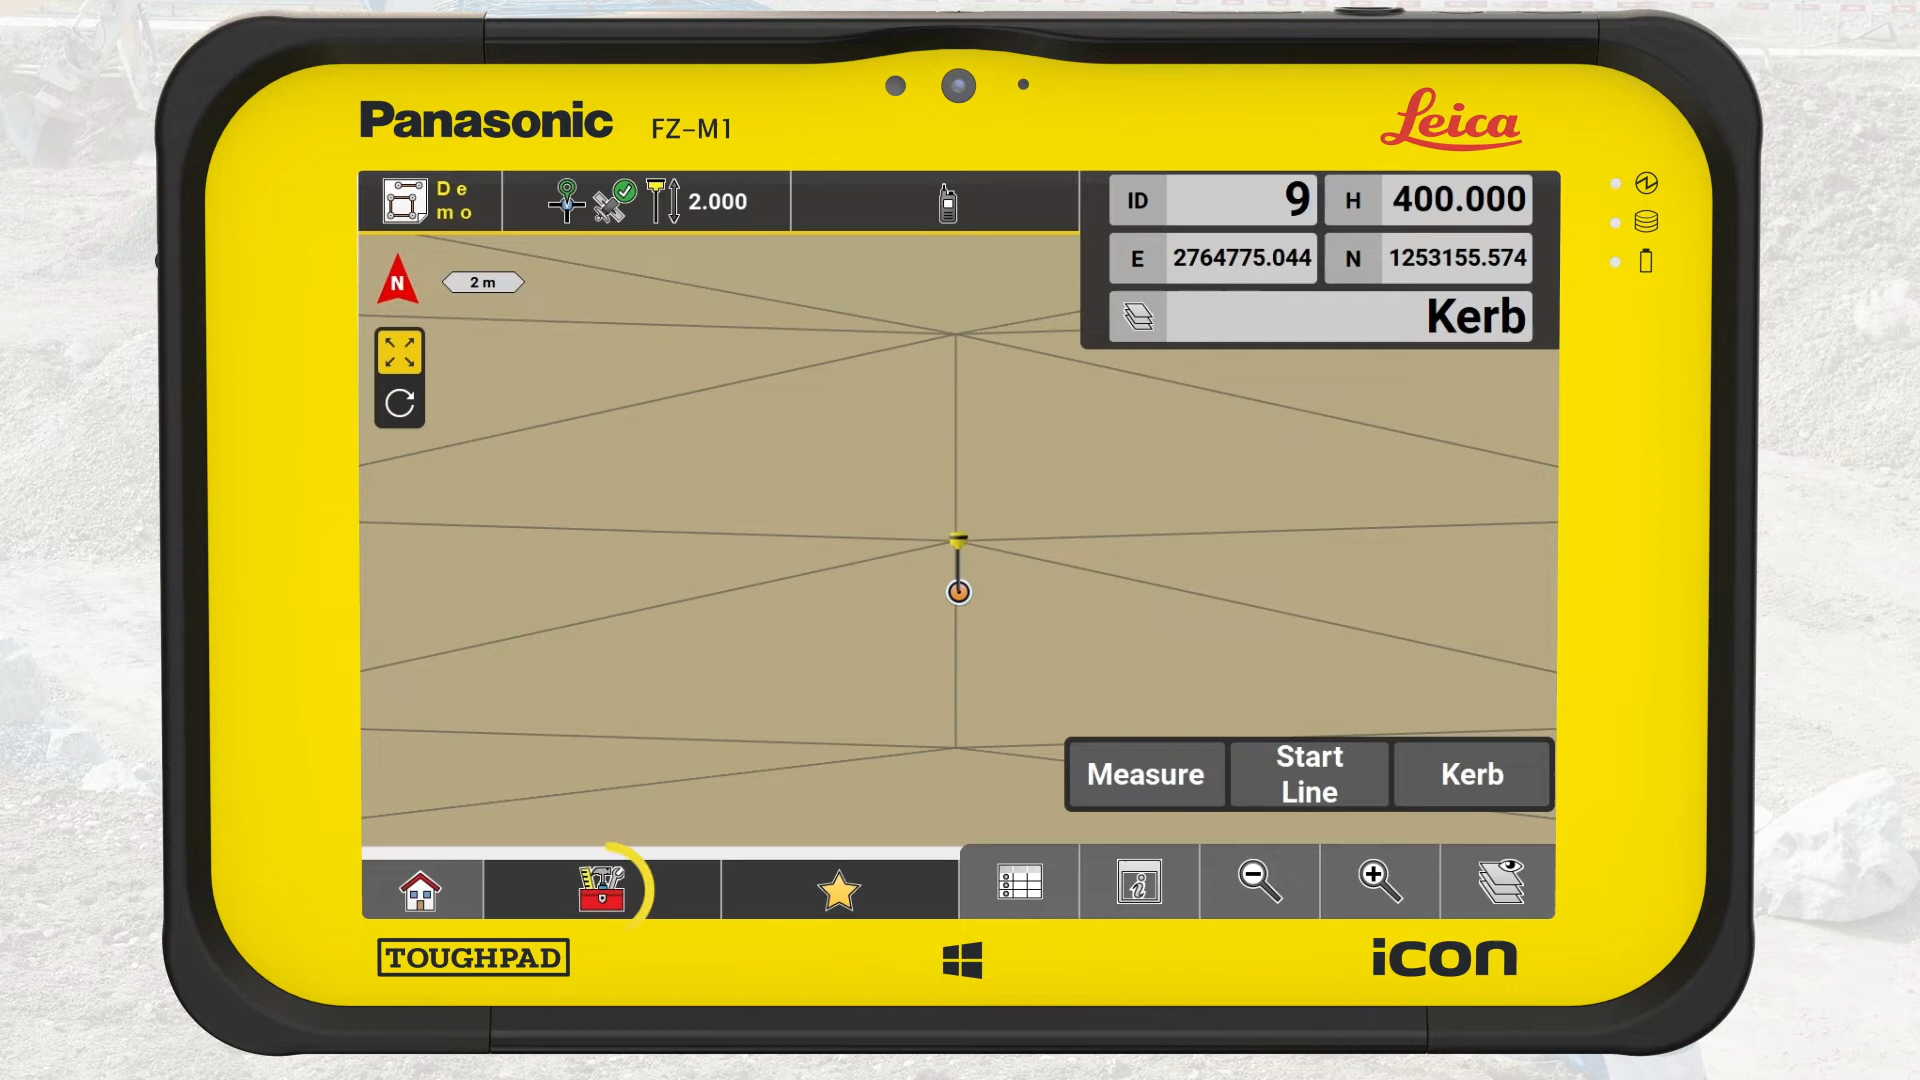 Panasonic FZ-M1
Leica
De
mo
2.000
ID 9 H 400.000
E 2764775.044 N 1253155.574
Kerb
N
2 m
Measure
Start
Line
Kerb
TOUGHPAD
icon